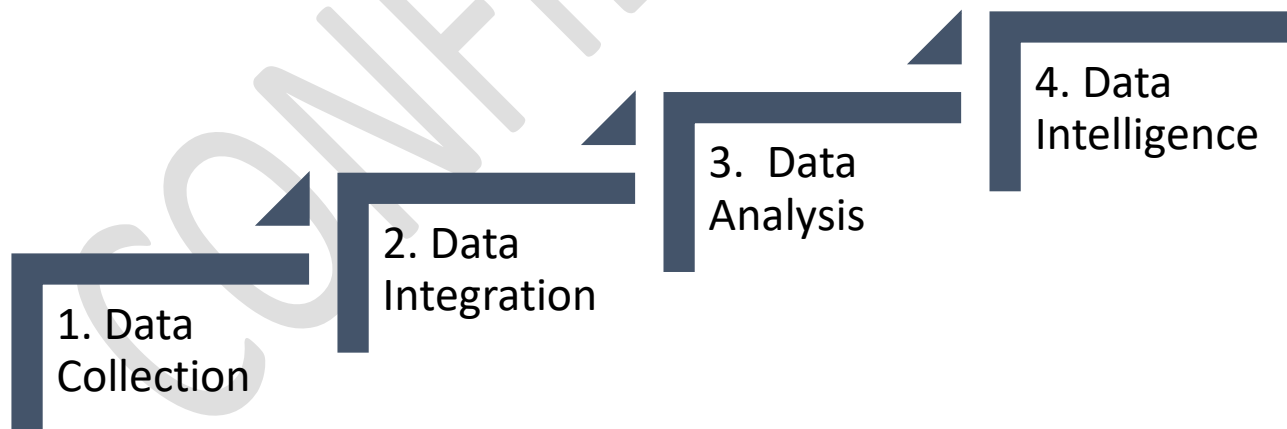 1. Data
Collection
2. Data
Integration
3.  Data
Analysis
4. Data
Intelligence